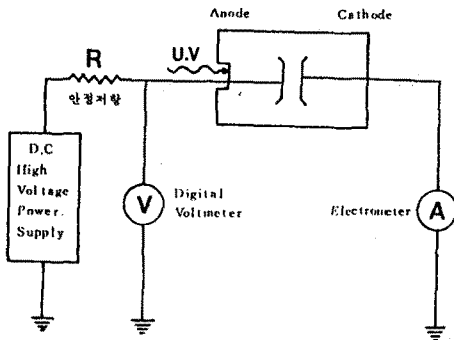 Anode
Cathode
U.V
R
안정저항
D.C
High
Voltage
Power.
Supply
V
Digital
Voltmeter
Electrometer
A